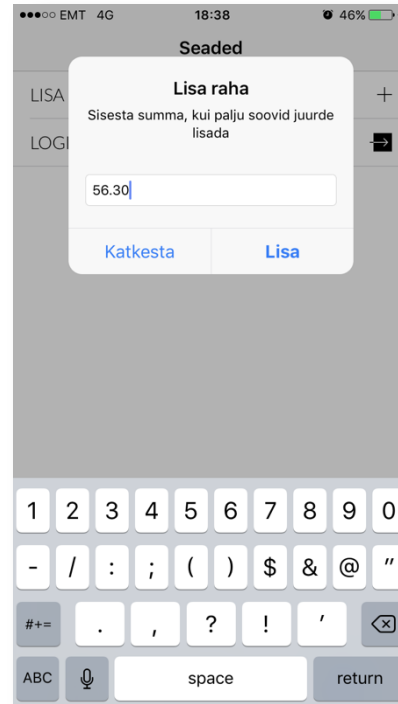 EMT 4G 18:38 46%
Seaded
Lisa raha
LISA +
Sisesta summa, kui palju soovid juurde
lisada
LOGI
56.30
Katkesta Lisa
1 2 3 4 5 6 7 8 9 0
- / : ; ( ) $ & @ "
#+= . , ? ! '
ABC space return